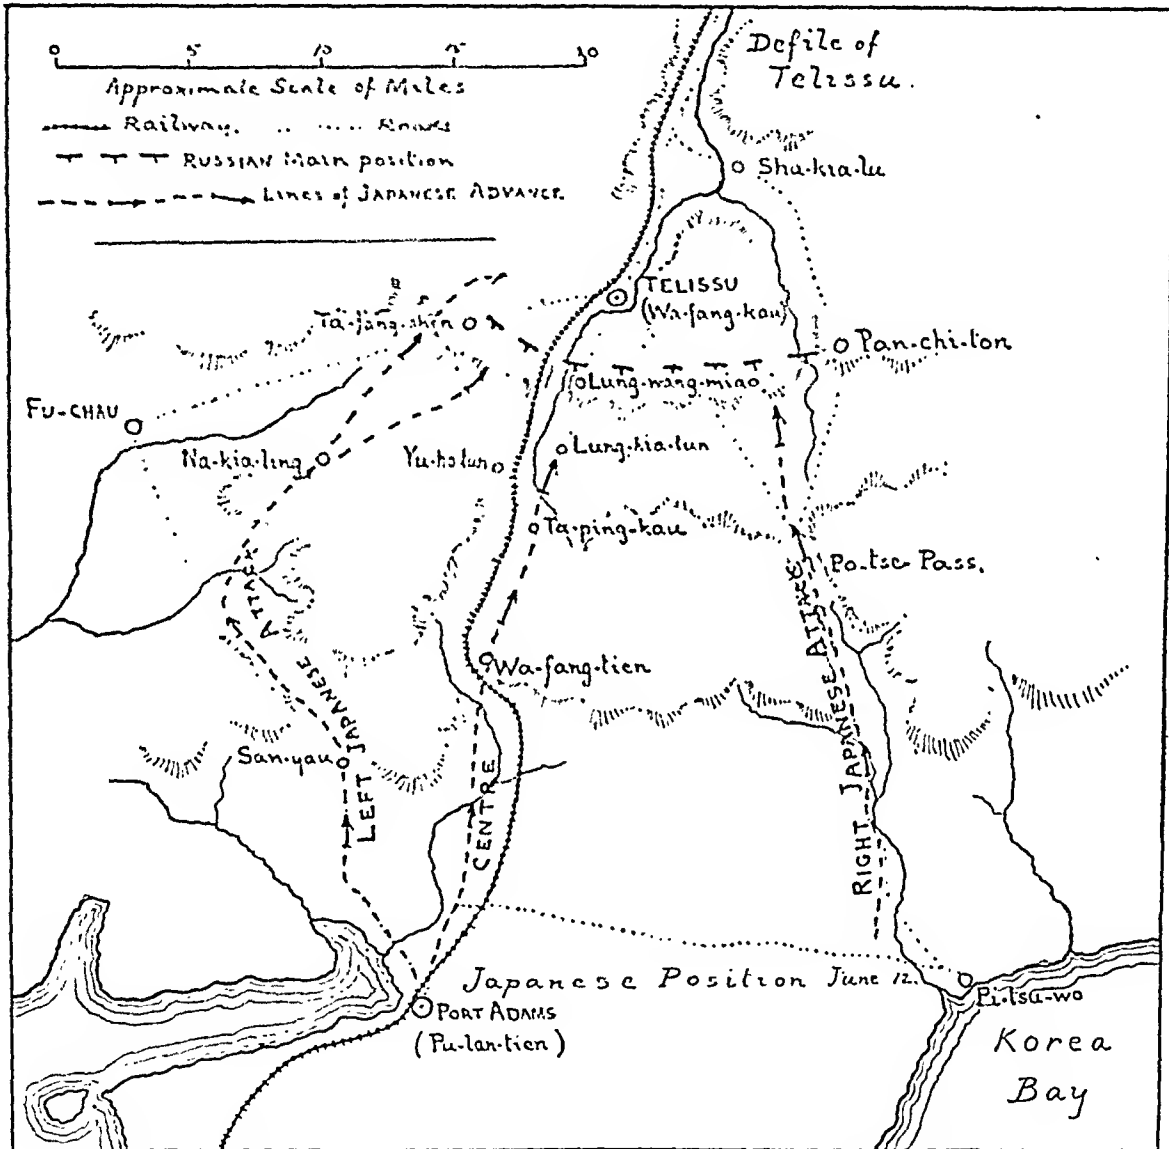 0 5 10 15 10
Approximate Scale of Miles
Railway. Roads
RUSSIAN Main position
Lines of JAPANESE ADVANCE
Defile of
Telissu.
Sha-kia-lu
TELISSU
(Wa-fang-kau)
Ta-fang-shen
Pan-chi-ton
Lung-wang-miao
FU-CHAU
Na-kia-ling
Yu-ho-tun
Lung-kia-tun
Ta-ping-kau
Po-tse-Pass.
Wa-fang-tien
San-yau
LEFT JAPANESE ATTACK
CENTRE
RIGHT JAPANESE ATTACK
Japanese Position June 12.
Pi-tsu-wo
PORT ADAMS
(Pu-lan-tien)
Korea
Bay